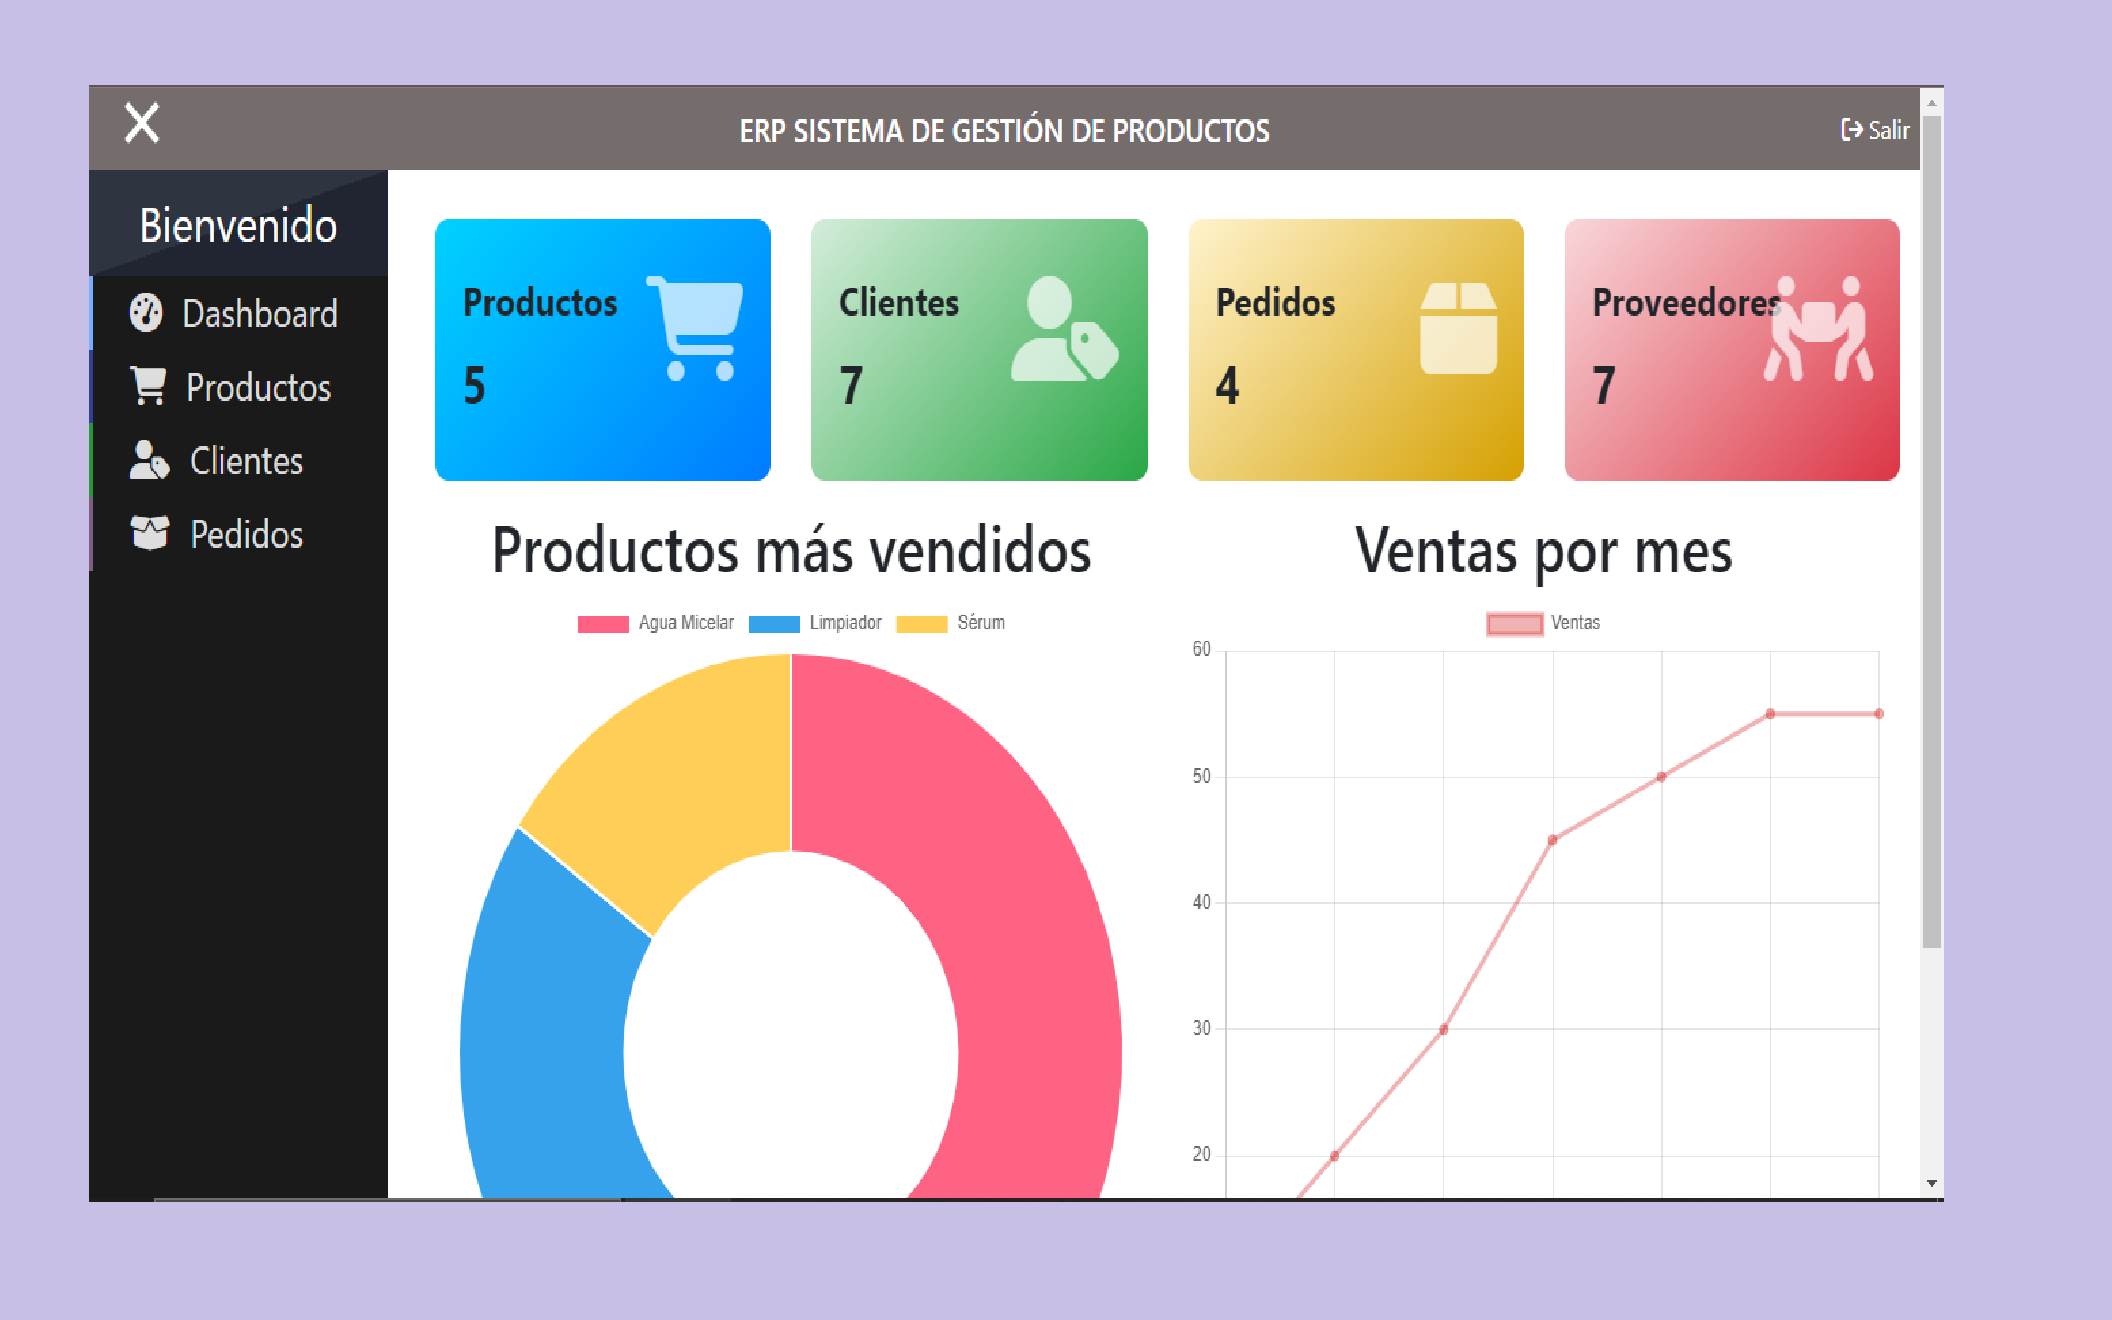 ERP SISTEMA DE GESTIÓN DE PRODUCTOS
Salir
Bienvenido
Dashboard
Productos
Clientes
Pedidos
Productos
5
Clientes
7
Pedidos
4
Proveedores
7
Productos más vendidos
Agua Micelar Limpiador Sérum
Ventas por mes
Ventas
60
50
40
30
20